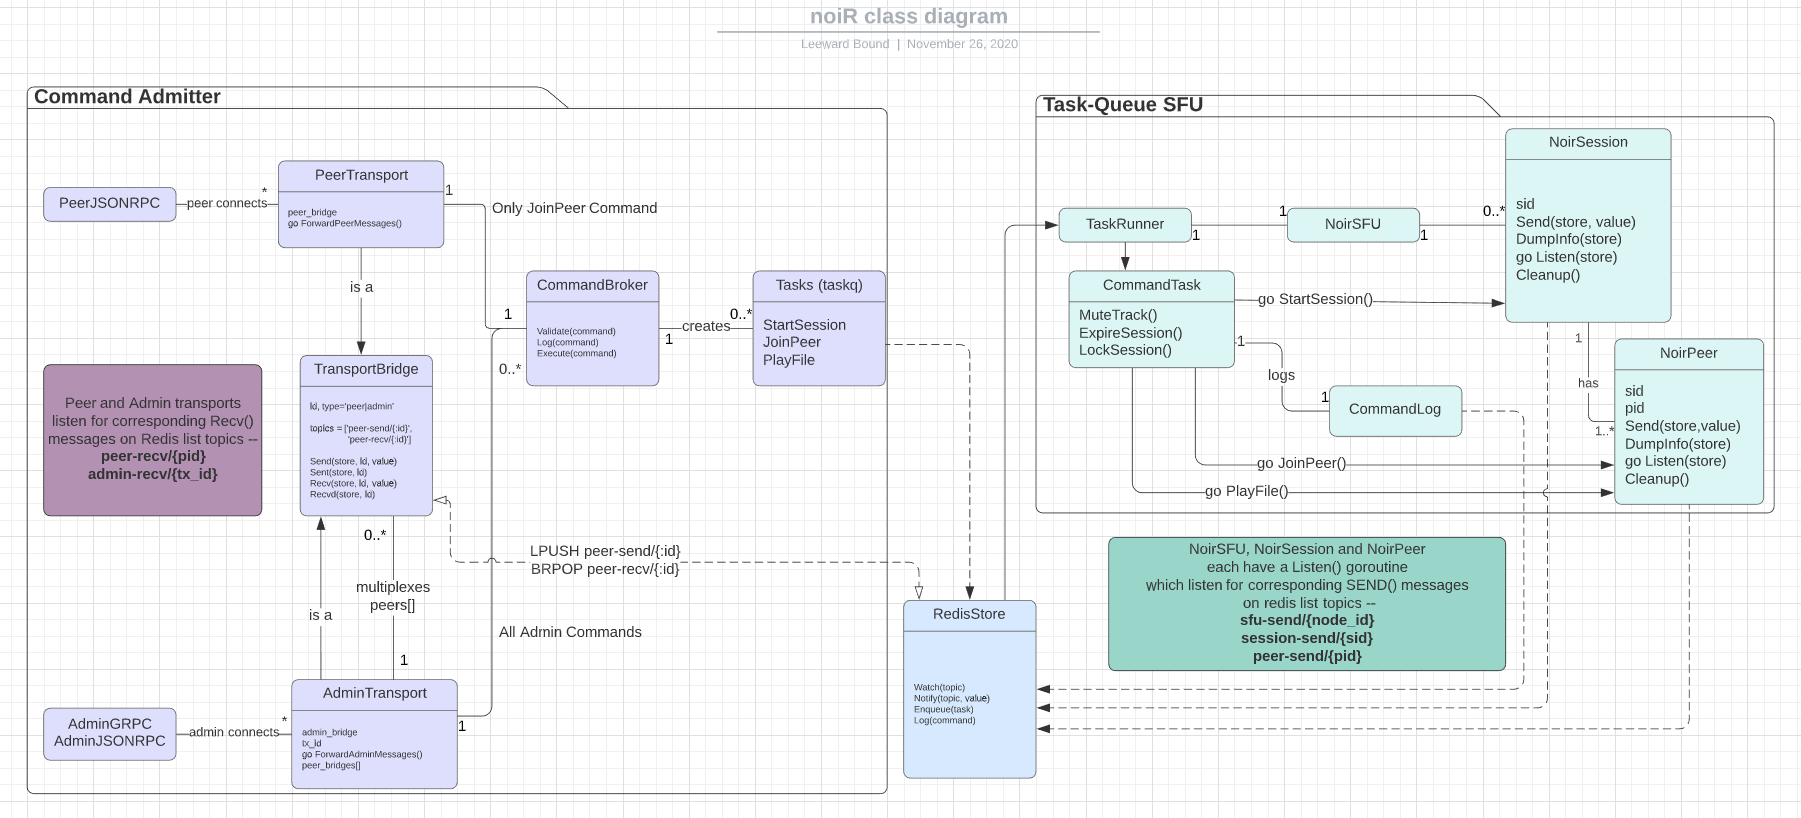 noiR class diagram
Leeward Bound | November 26, 2020
Command Admitter
PeerJSONRPC
peer connects
*
PeerTransport
peer_bridge
go ForwardPeerMessages()
1
Only JoinPeer Command
is a
TransportBridge
Id, type='peer|admin'
topics = ['peer-send/{:id}',
'peer-recv/{:id}']
Send(store, Id, value)
Sent(store, Id)
Recv(store, Id, value)
Recvd(store, Id)
Peer and Admin transports
listen for corresponding Recv()
messages on Redis list topics --
peer-recv/{pid}
admin-recv/{tx_id}
1
0..*
CommandBroker
Validate(command)
Log(command)
Execute(command)
1
creates
0..*
Tasks (taskq)
StartSession
JoinPeer
PlayFile
0..*
multiplexes
peers[]
1
is a
LPUSH peer-send/{:id}
BRPOP peer-recv/{:id}
All Admin Commands
AdminGRPC
AdminJSONRPC
admin connects
*
AdminTransport
admin_bridge
tx_Id
go ForwardAdminMessages()
peer_bridges[]
1
RedisStore
Watch(topic)
Notify(topic, value)
Enqueue(task)
Log(command)
Task-Queue SFU
TaskRunner
1
1
NoirSFU
1
0..*
NoirSession
sid
Send(store, value)
DumpInfo(store)
go Listen(store)
Cleanup()
CommandTask
MuteTrack()
ExpireSession()
LockSession()
go StartSession()
1
logs
1
CommandLog
go JoinPeer()
go PlayFile()
1
has
1..*
NoirPeer
sid
pid
Send(store,value)
DumpInfo(store)
go Listen(store)
Cleanup()
NoirSFU, NoirSession and NoirPeer
each have a Listen() goroutine
which listen for corresponding SEND() messages
on redis list topics --
sfu-send/{node_id}
session-send/{sid}
peer-send/{pid}